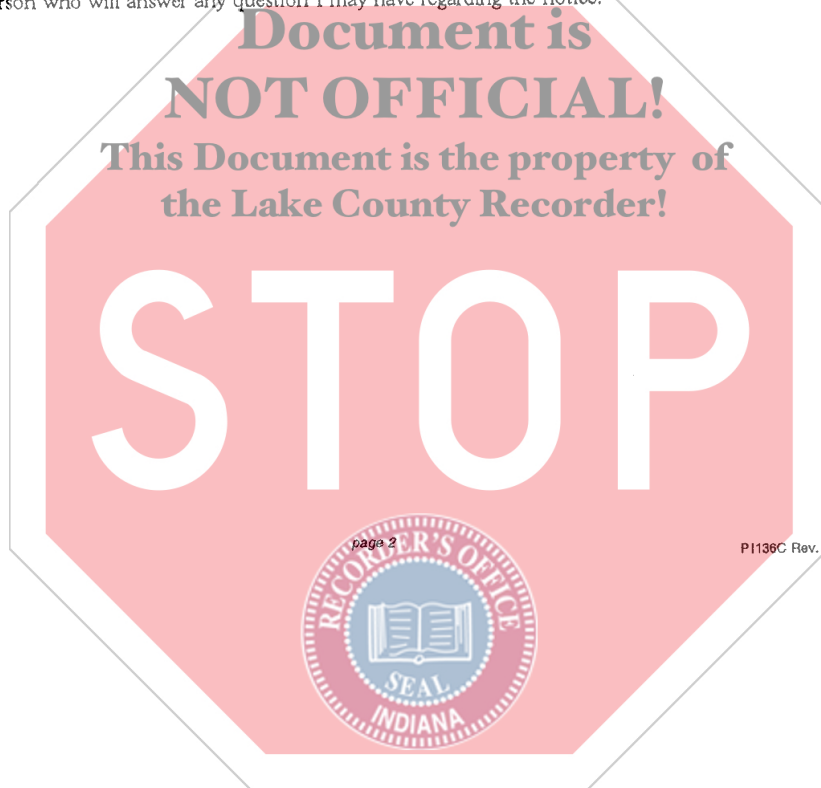 rson who will answer any question I may have regarding the notice.
Document is
NOT OFFICIAL!
This Document is the property of
the Lake County Recorder!
STOP
page 2
P1136C Rev.
RECORDER'S OFFICE
SEAL
INDIANA